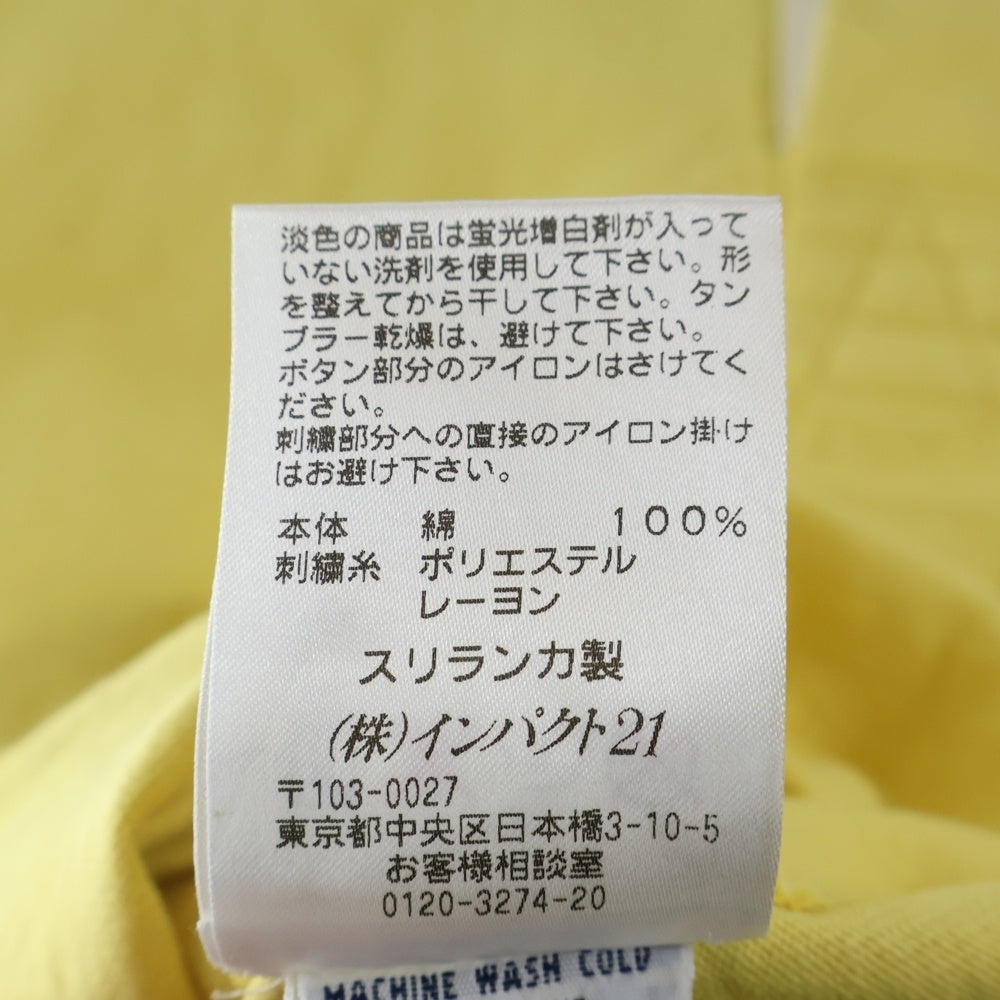 淡色の商品は蛍光増白剤が入って
いない洗剤を使用して下さい。形
を整えてから干して下さい。タン
ブラー乾燥は、避けて下さい。
ボタン部分のアイロンはさけてく
ださい。
刺繍部分への直接のアイロン掛け
はお避け下さい。
本体 綿 100%
刺繍糸 ポリエステル
レーヨン
スリランカ製
(株)インパクト21
〒103-0027
東京都中央区日本橋3-10-5
お客様相談室
0120-3274-20
MACHINE WASH COLD